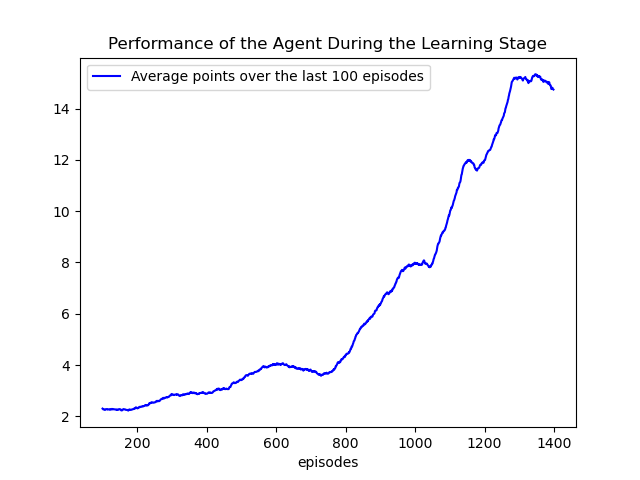 Performance of the Agent During the Learning Stage
Average points over the last 100 episodes
14
12
10
8
6
4
2
200 400 600 800 1000 1200 1400
episodes